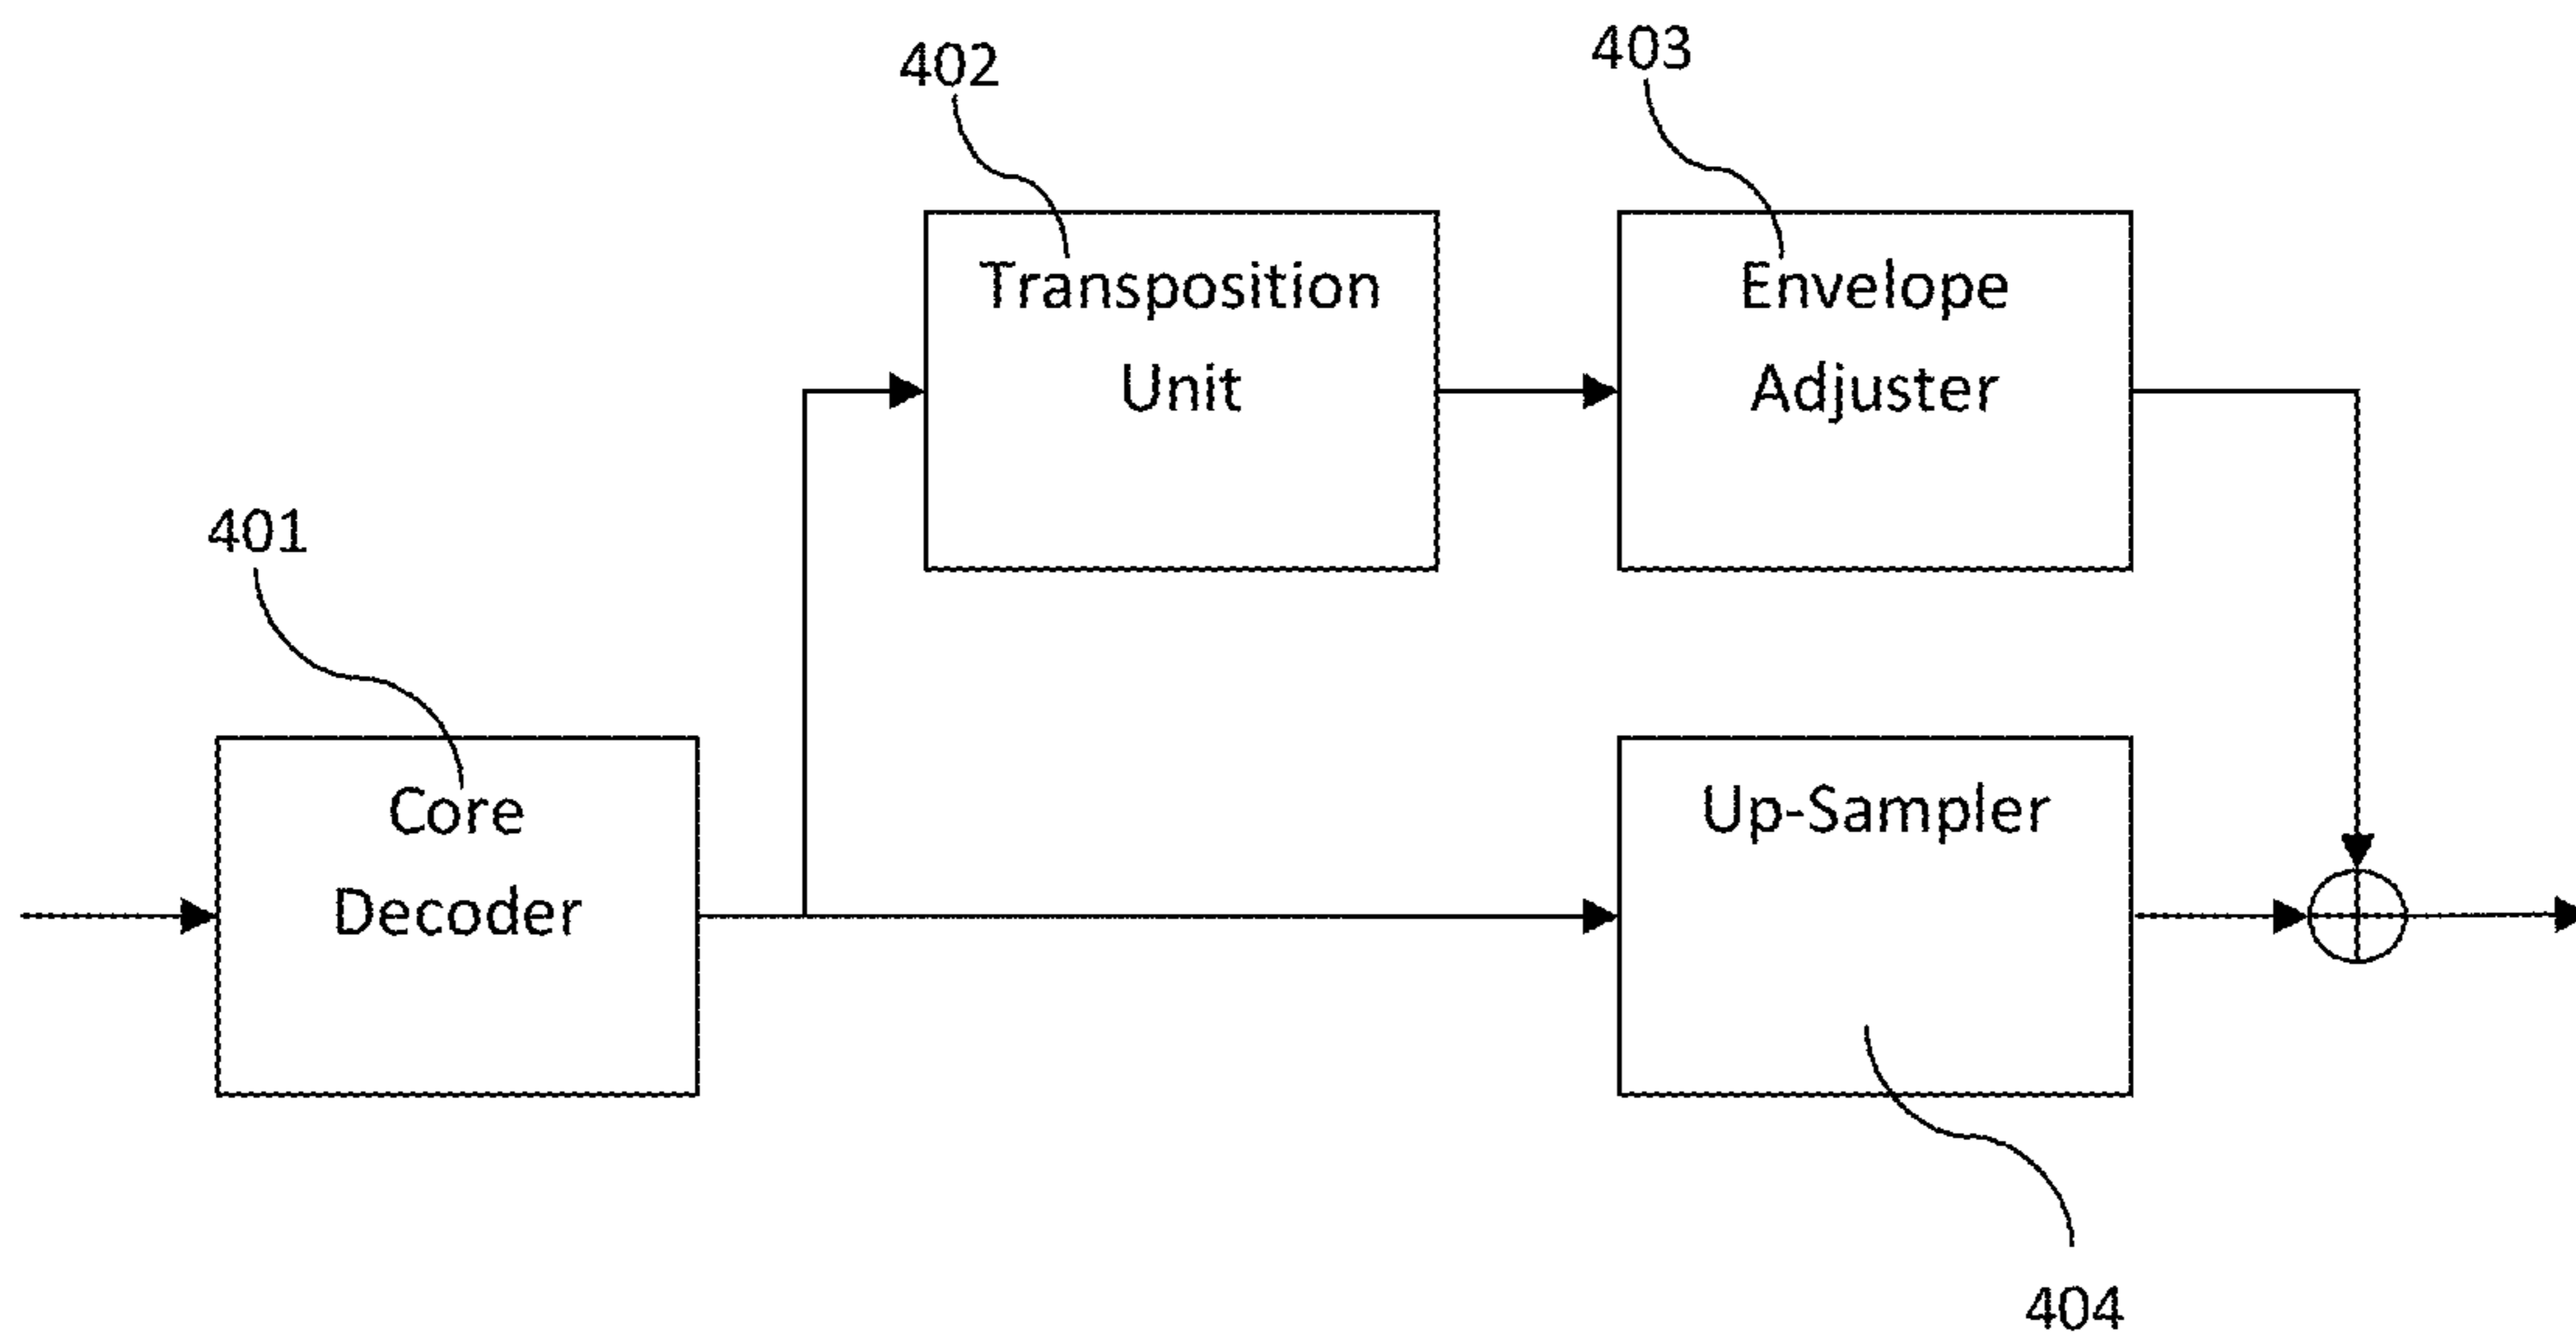 402
403
Transposition
Unit
Envelope
Adjuster
401
Core
Decoder
Up-Sampler
404